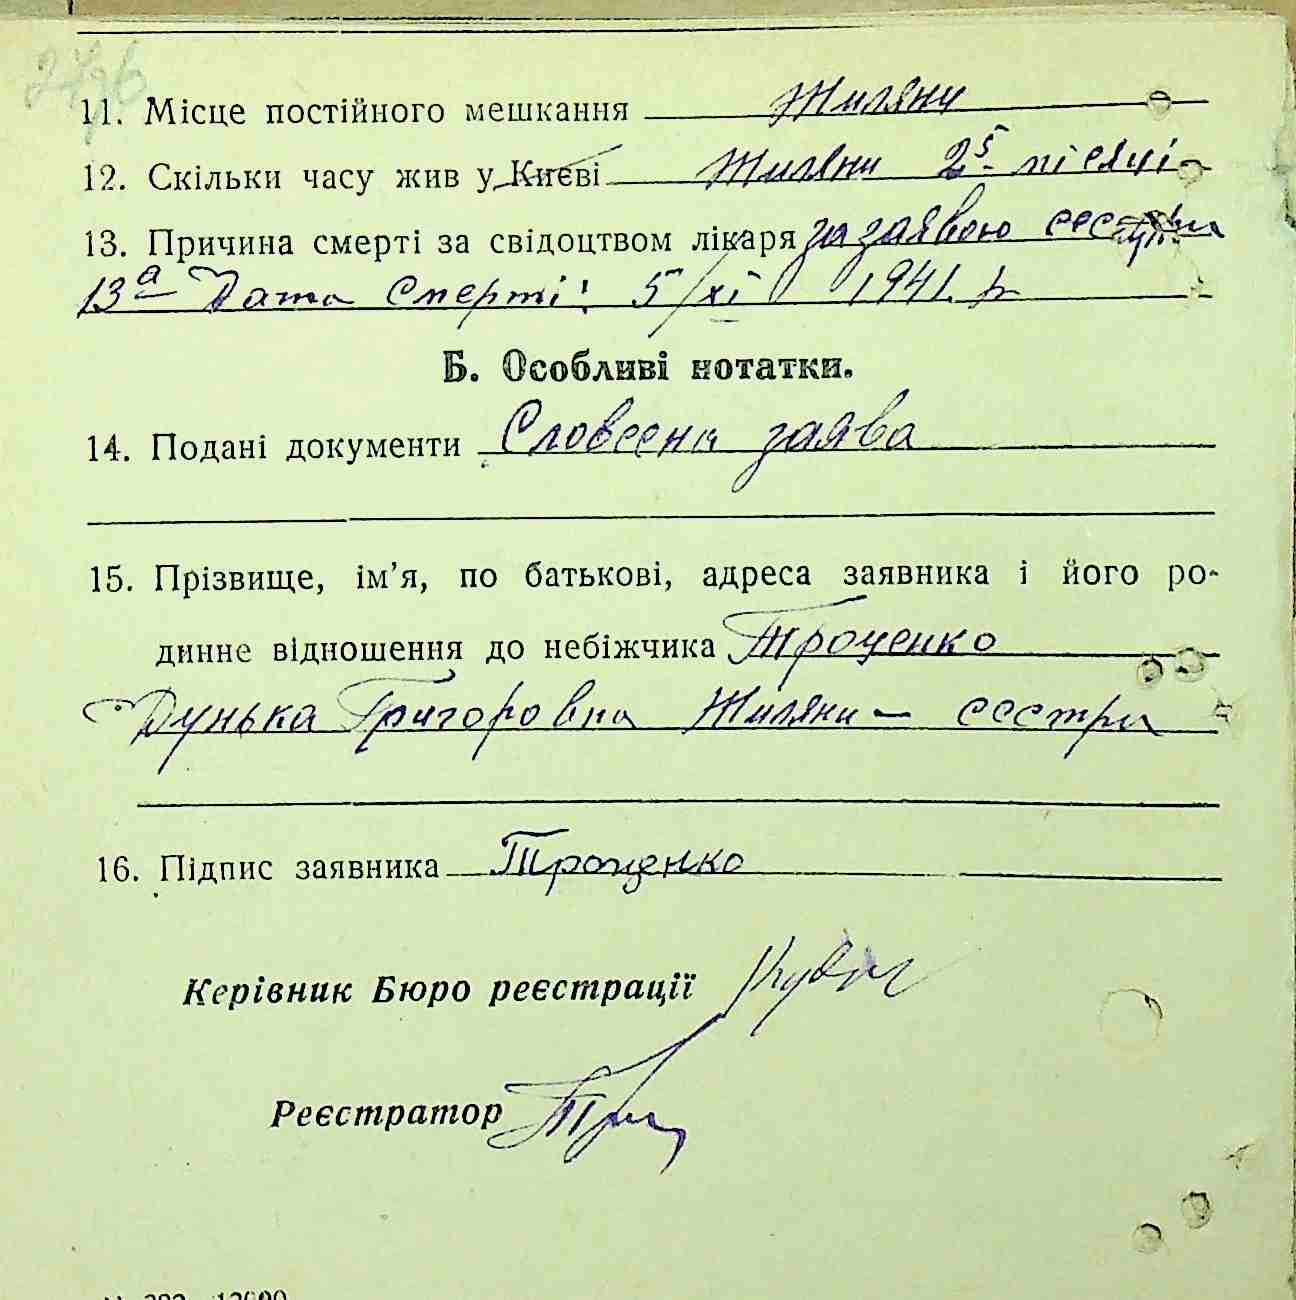 11. Місце постійного мешкання Жиляни
12. Скільки часу жив у Києві Жиляни 2 місяці
13. Причина смерті за свідоцтвом лікаря за заявою сестри
13а Дата смерті: 5/XI 1941 р
Б. Особливі нотатки.
14. Подані документи Словесна заява
15. Прізвище, ім'я, по батькові, адреса заявника і його ро-
динне відношення до небіжчика Троценко
Дунька Григоровна Жиляни — сестра
16. Підпис заявника Троценко
Керівник Бюро реєстрації
Реєстратор